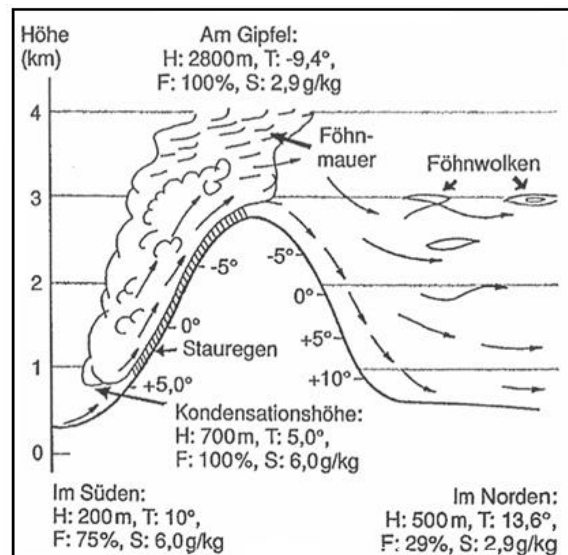 Höhe
(km)
Am Gipfel:
H: 2800m, T: -9,4°,
F: 100%, S: 2,9g/kg
4
Föhn-
mauer
Föhnwolken
3
-5°
-5°
2
0°
0°
+5°
Stauregen
1
+5,0°
+10°
Kondensationshöhe:
H: 700m, T: 5,0°,
F: 100%, S: 6,0g/kg
0
Im Süden:
H: 200m, T: 10°,
F: 75%, S: 6,0g/kg
Im Norden:
H: 500m, T: 13,6°,
F: 29%, S: 2,9g/kg